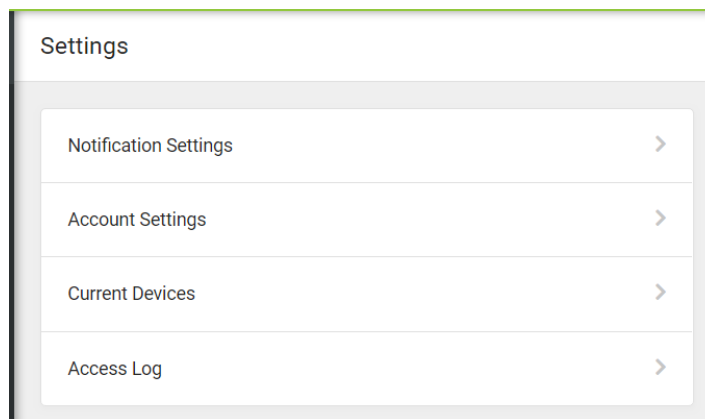 Settings
Notification Settings
Account Settings
Current Devices
Access Log